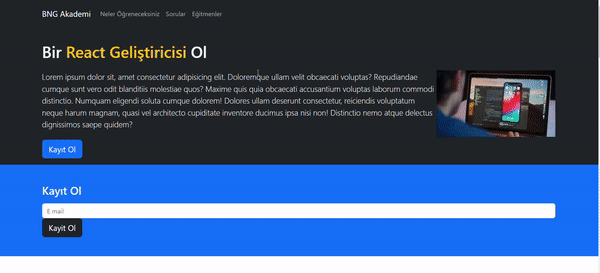 BNG Akademi Neler Öğreneceksiniz Sorular Eğitmenler
Bir React Geliştiricisi Ol
Lorem ipsum dolor sit, amet consectetur adipisicing elit. Doloremque ullam velit obcaecati voluptas? Repudiandae
cumque sunt vero odit blanditiis molestiae quos? Maxime quis quia obcaecati accusantium voluptas laborum commodi
distinctio. Numquam eligendi soluta cumque dolorem! Dolores ullam deserunt consectetur, reiciendis voluptatum
neque harum magnam, quasi vel architecto cupiditate inventore ducimus ipsa nisi non! Distinctio nemo atque delectus
dignissimos saepe quidem?
Kayıt Ol
Kayıt Ol
E mail
Kayit Ol